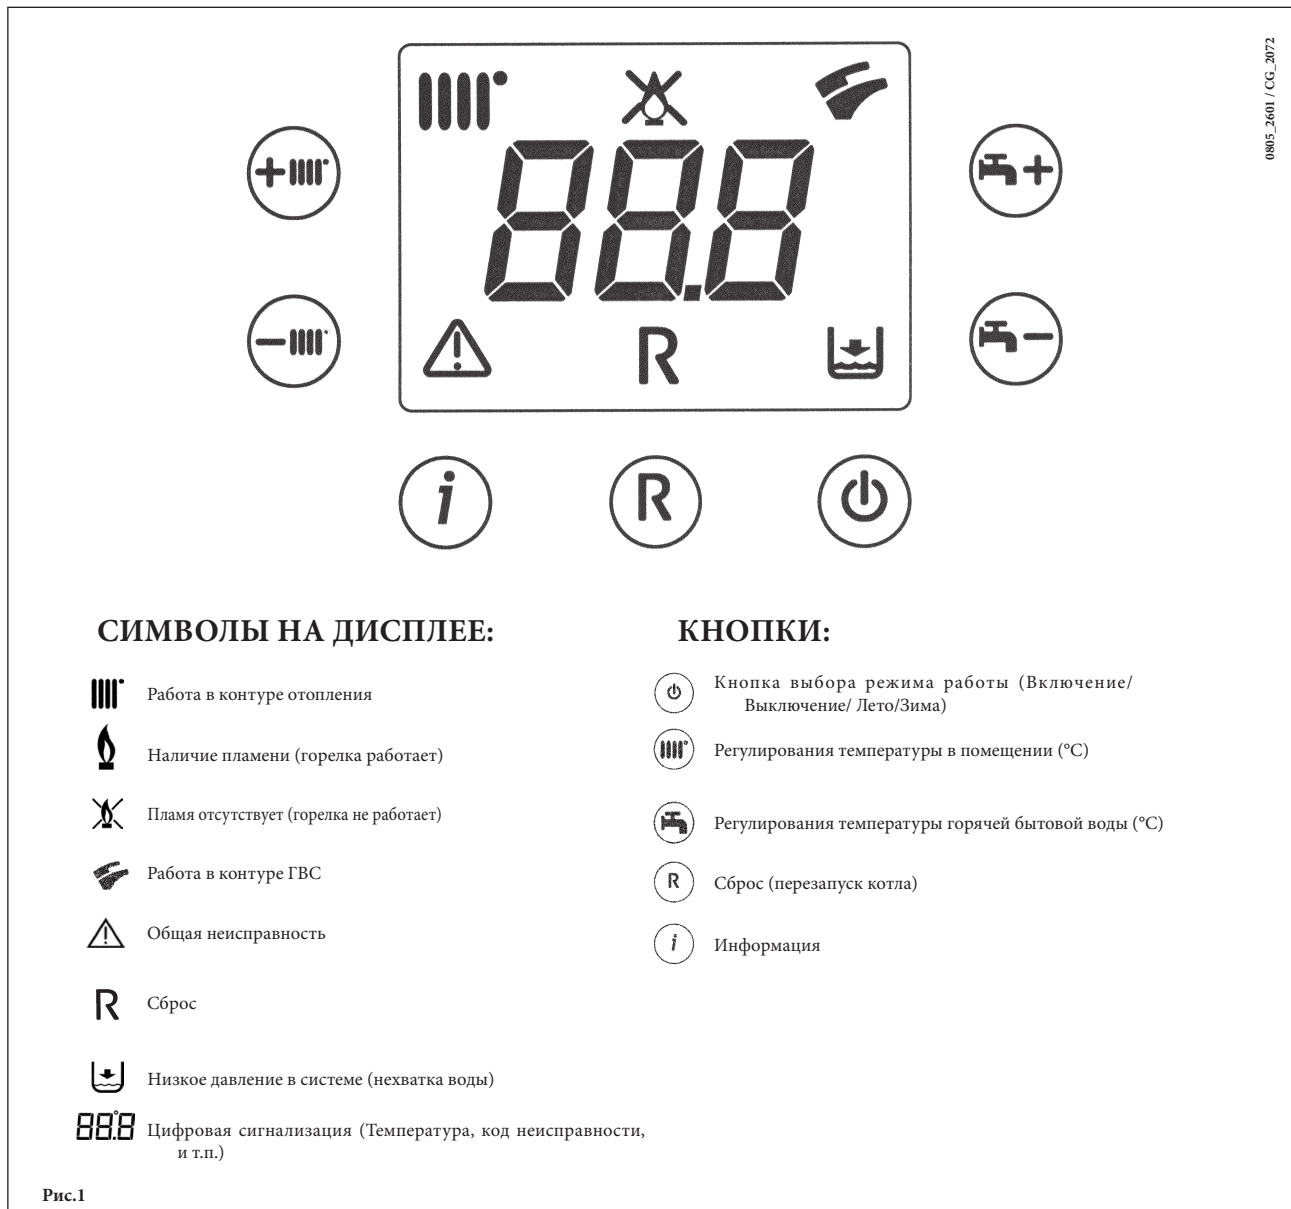 0805_2601 / CG_2072
88.8
R
i
R
СИМВОЛЫ НА ДИСПЛЕЕ:
Работа в контуре отопления
Наличие пламени (горелка работает)
Пламя отсутствует (горелка не работает)
Работа в контуре ГВС
Общая неисправность
R
Сброс
Низкое давление в системе (нехватка воды)
88.8
Цифровая сигнализация (Температура, код неисправности,
и т.п.)
КНОПКИ:
Кнопка выбора режима работы (Включение/
Выключение/ Лето/Зима)
Регулирования температуры в помещении (°C)
Регулирования температуры горячей бытовой воды (°C)
R
Сброс (перезапуск котла)
i
Информация
Рис.1